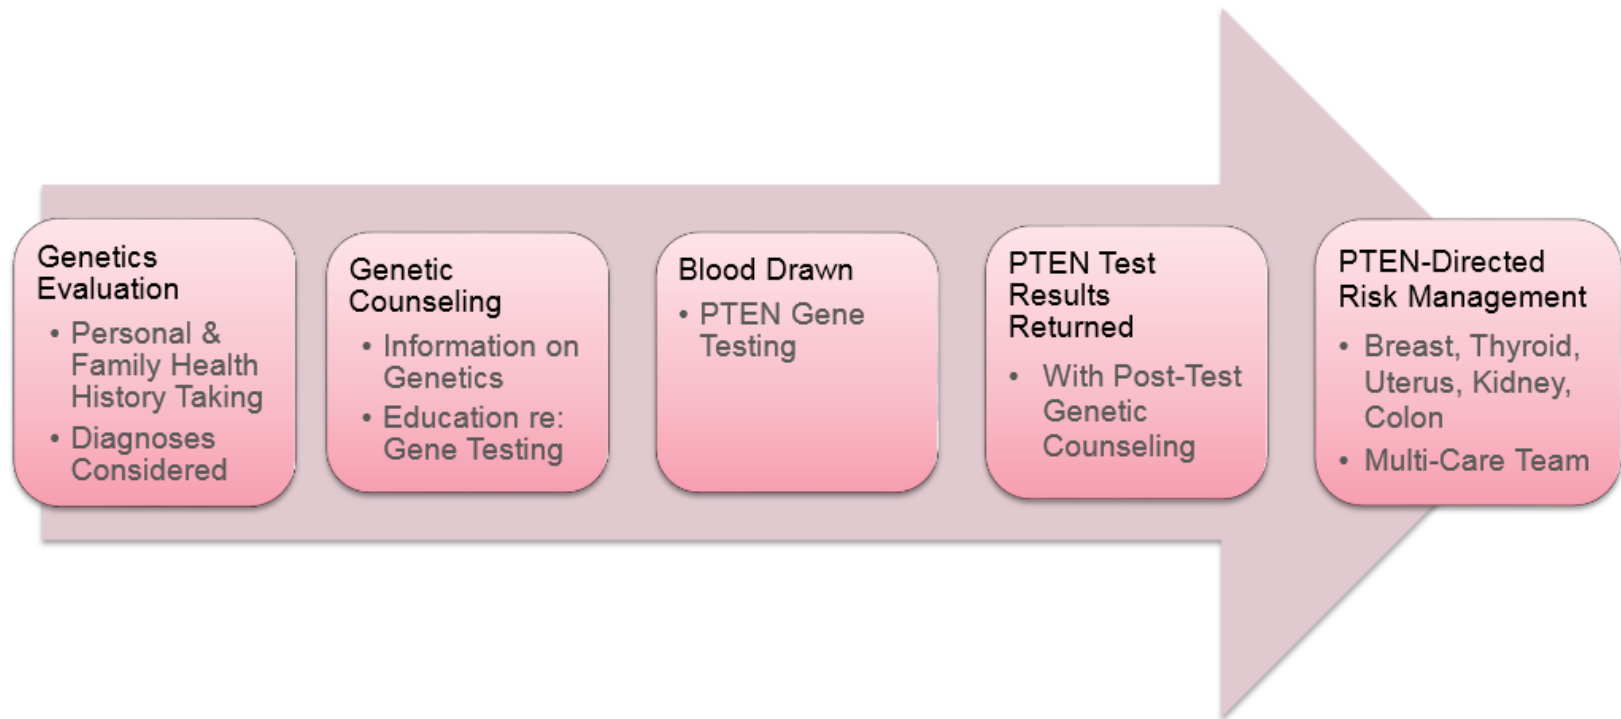 Genetics
Evaluation
• Personal &
Family Health
History Taking
• Diagnoses
Considered
Genetic
Counseling
• Information on
Genetics
• Education re:
Gene Testing
Blood Drawn
• PTEN Gene
Testing
PTEN Test
Results
Returned
• With Post-Test
Genetic
Counseling
PTEN-Directed
Risk Management
• Breast, Thyroid,
Uterus, Kidney,
Colon
• Multi-Care Team